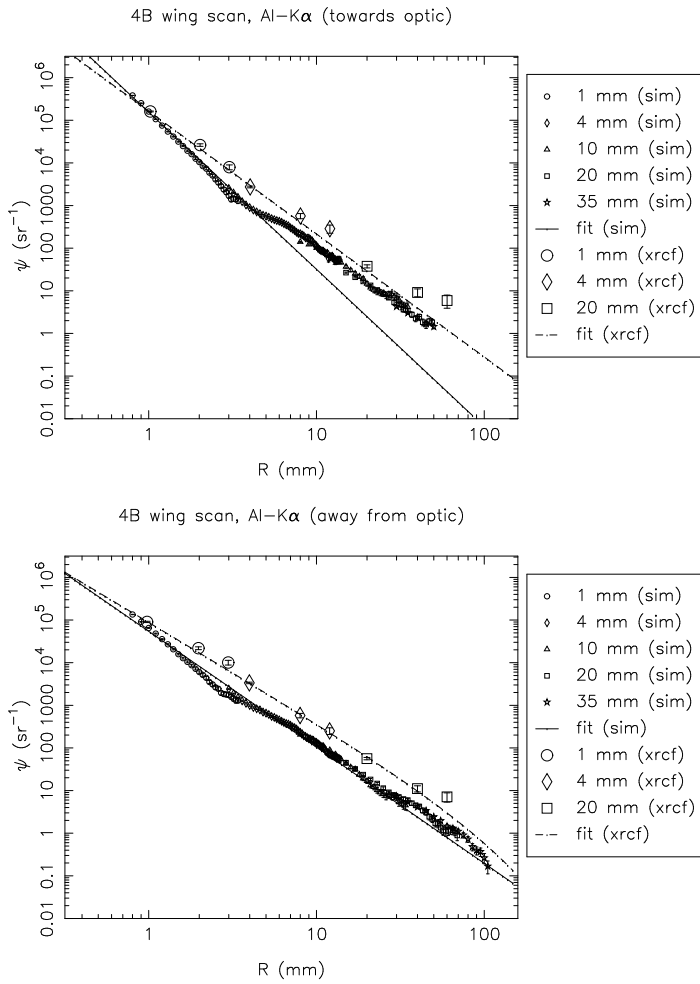 4B wing scan, Al−Kα (towards optic)
10⁶
10⁵
10⁴
1000
100
10
1
0.1
0.01
ψ (sr⁻¹)
1
10
100
R (mm)
1 mm (sim)
4 mm (sim)
10 mm (sim)
20 mm (sim)
35 mm (sim)
fit (sim)
1 mm (xrcf)
4 mm (xrcf)
20 mm (xrcf)
fit (xrcf)
4B wing scan, Al−Kα (away from optic)
10⁶
10⁵
10⁴
1000
100
10
1
0.1
0.01
ψ (sr⁻¹)
1
10
100
R (mm)
1 mm (sim)
4 mm (sim)
10 mm (sim)
20 mm (sim)
35 mm (sim)
fit (sim)
1 mm (xrcf)
4 mm (xrcf)
20 mm (xrcf)
fit (xrcf)